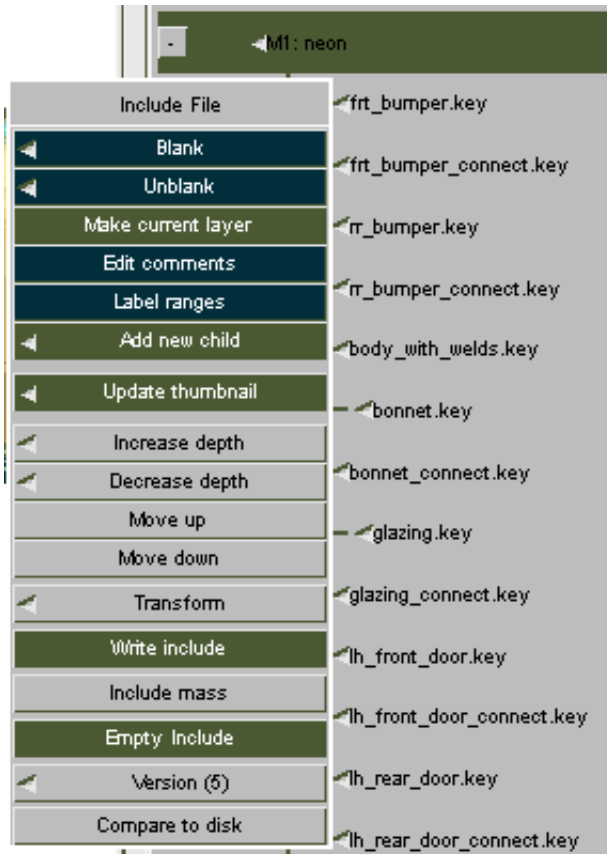 -
M1: neon
Include File
Blank
Unblank
Make current layer
Edit comments
Label ranges
Add new child
Update thumbnail
Increase depth
Decrease depth
Move up
Move down
Transform
Write include
Include mass
Empty Include
Version (5)
Compare to disk
frt_bumper.key
frt_bumper_connect.key
rr_bumper.key
rr_bumper_connect.key
body_with_welds.key
bonnet.key
bonnet_connect.key
glazing.key
glazing_connect.key
lh_front_door.key
lh_front_door_connect.key
lh_rear_door.key
lh_rear_door_connect.key